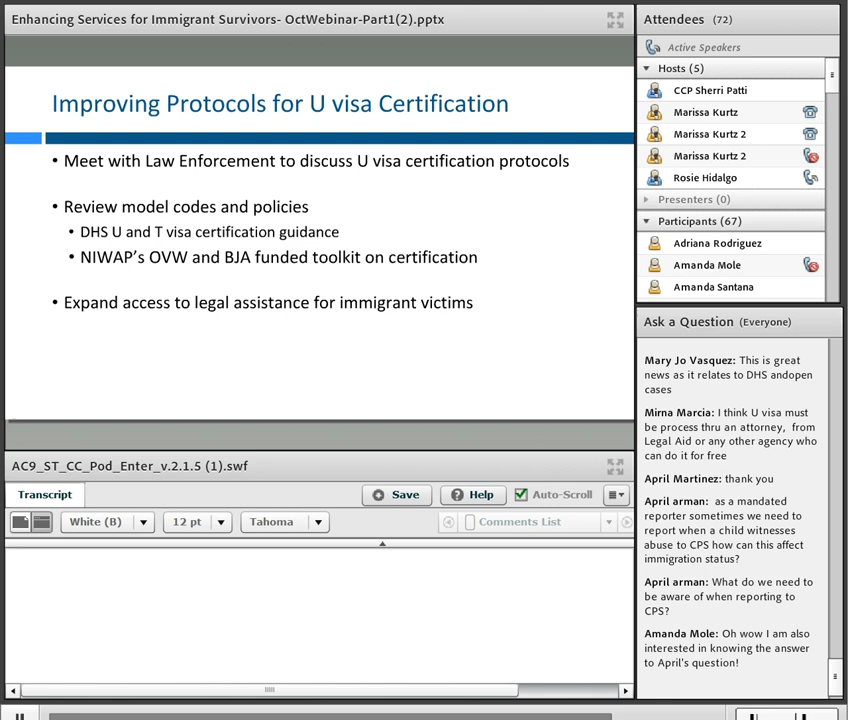 Enhancing Services for Immigrant Survivors- OctWebinar-Part1(2).pptx
Improving Protocols for U visa Certification
• Meet with Law Enforcement to discuss U visa certification protocols
• Review model codes and policies
• DHS U and T visa certification guidance
• NIWAP's OVW and BJA funded toolkit on certification
• Expand access to legal assistance for immigrant victims
AC9_ST_CC_Pod_Enter_v.2.1.5 (1).swf
Transcript
Save
Help
Auto-Scroll
White (B)
12 pt
Tahoma
Comments List
Attendees (72)
Active Speakers
Hosts (5)
CCP Sherri Patti
Marissa Kurtz
Marissa Kurtz 2
Marissa Kurtz 2
Rosie Hidalgo
Presenters (0)
Participants (67)
Adriana Rodriguez
Amanda Mole
Amanda Santana
Ask a Question (Everyone)
Mary Jo Vasquez: This is great
news as it relates to DHS andopen
cases
Mirna Marcia: I think U visa must
be process thru an attorney, from
Legal Aid or any other agency who
can do it for free
April Martinez: thank you
April arman: as a mandated
reporter sometimes we need to
report when a child witnesses
abuse to CPS how can this affect
immigration status?
April arman: What do we need to
be aware of when reporting to
CPS?
Amanda Mole: Oh wow I am also
interested in knowing the answer
to April's question!